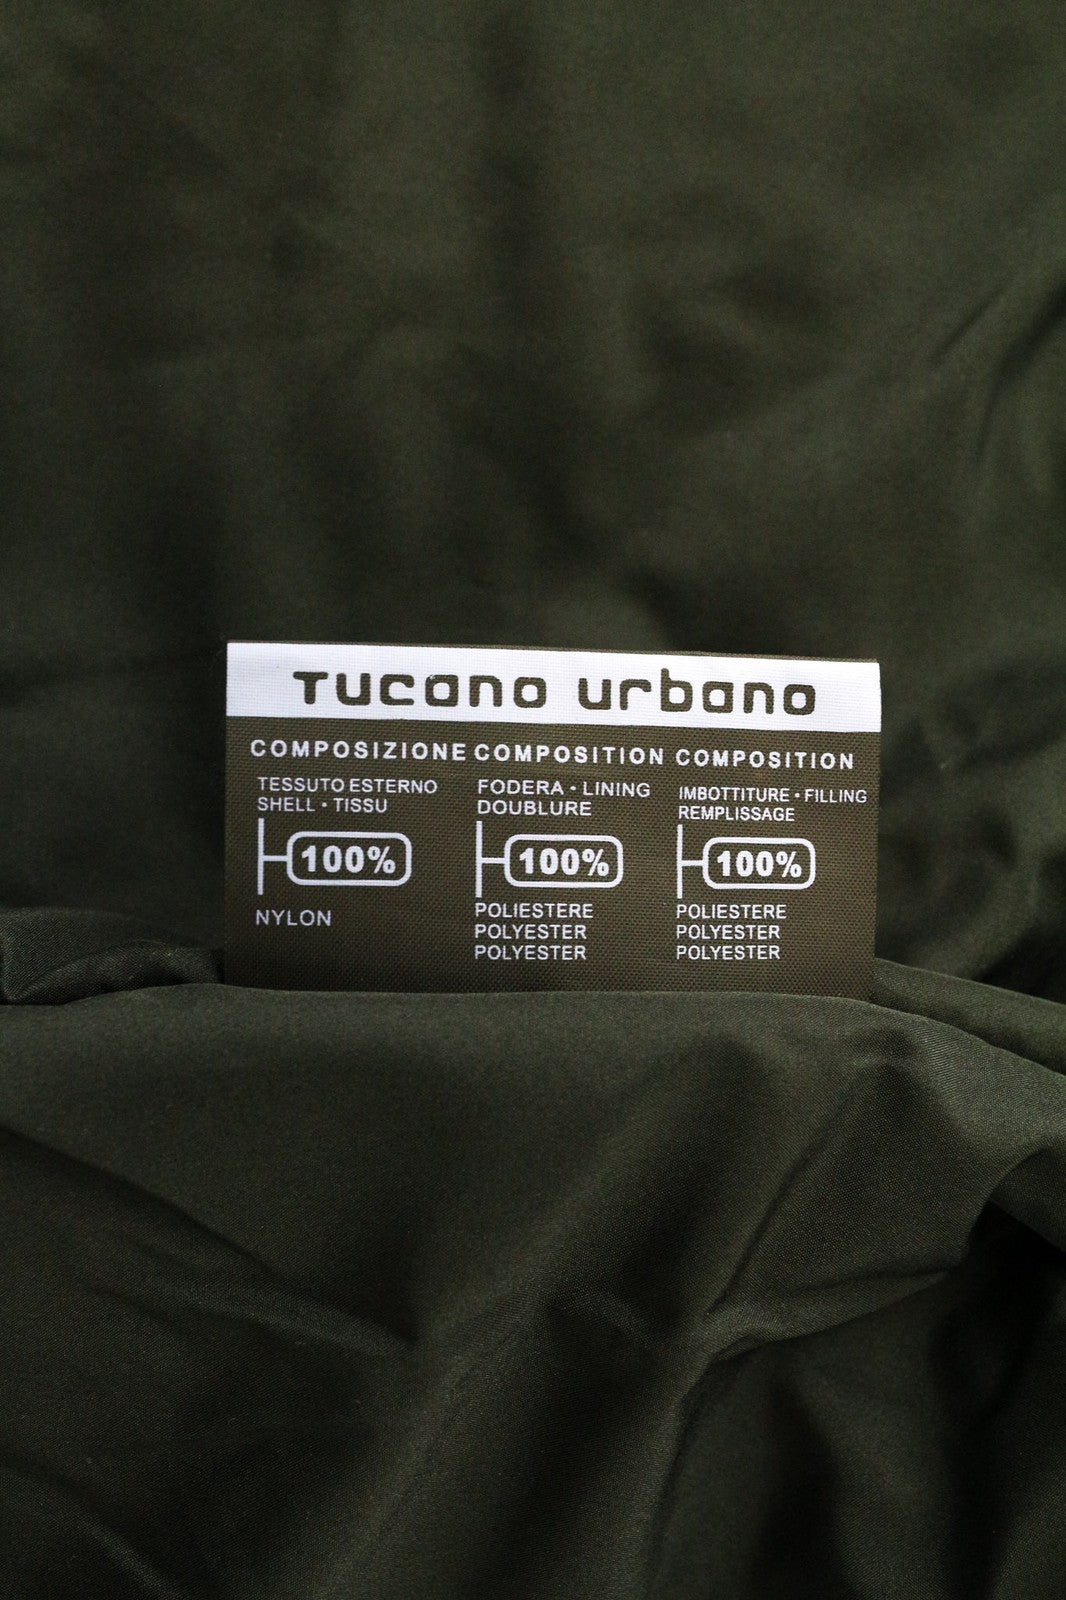 Tucano urbano
COMPOSIZIONE COMPOSITION COMPOSITION
TESSUTO ESTERNO
SHELL • TISSU
100%
NYLON
FODERA • LINING
DOUBLURE
100%
POLIESTERE
POLYESTER
POLYESTER
IMBOTTITURE • FILLING
REMPLISSAGE
100%
POLIESTERE
POLYESTER
POLYESTER